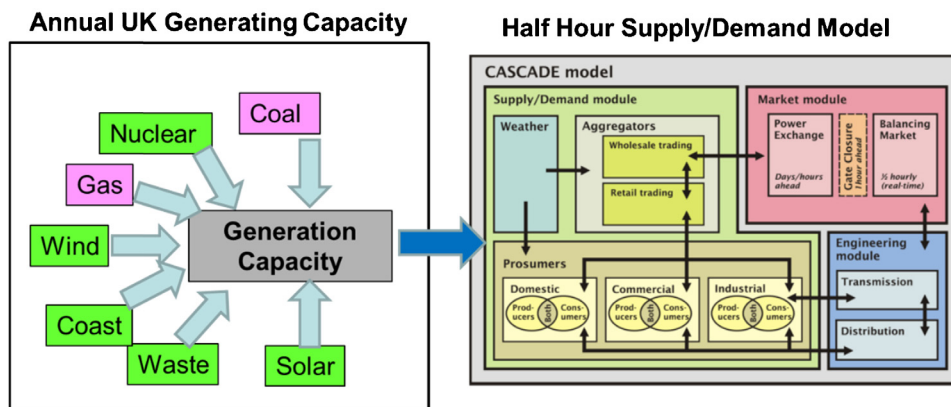 Annual UK Generating Capacity
Half Hour Supply/Demand Model
Coal
Nuclear
Gas
Wind
Coast
Waste
Solar
Generation
Capacity
CASCADE model
Supply/Demand module
Weather
Aggregators
Wholesale trading
Retail trading
Prosumers
Domestic
Prod-
ucers
Both
Cons-
umers
Commercial
Prod-
ucers
Both
Cons-
umers
Industrial
Prod-
ucers
Both
Cons-
umers
Market module
Power
Exchange
Days/hours
ahead
Gate Closure
1hour ahead
Balancing
Market
½ hourly
(real-time)
Engineering
module
Transmission
Distribution